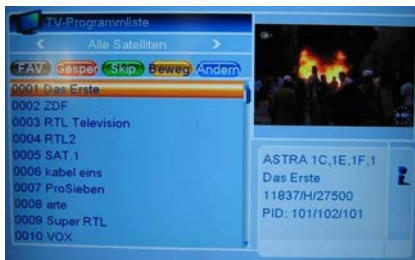 TV-Programmliste
< Alle Satelliten >
FAV Gesper Skip Beweg Ändern
0001 Das Erste
0002 ZDF
0003 RTL Television
0004 RTL2
0005 SAT.1
0006 kabel eins
0007 ProSieben
0008 arte
0009 Super RTL
0010 VOX
ASTRA 1C,1E,1F,1
Das Erste
11837/H/27500
PID: 101/102/101